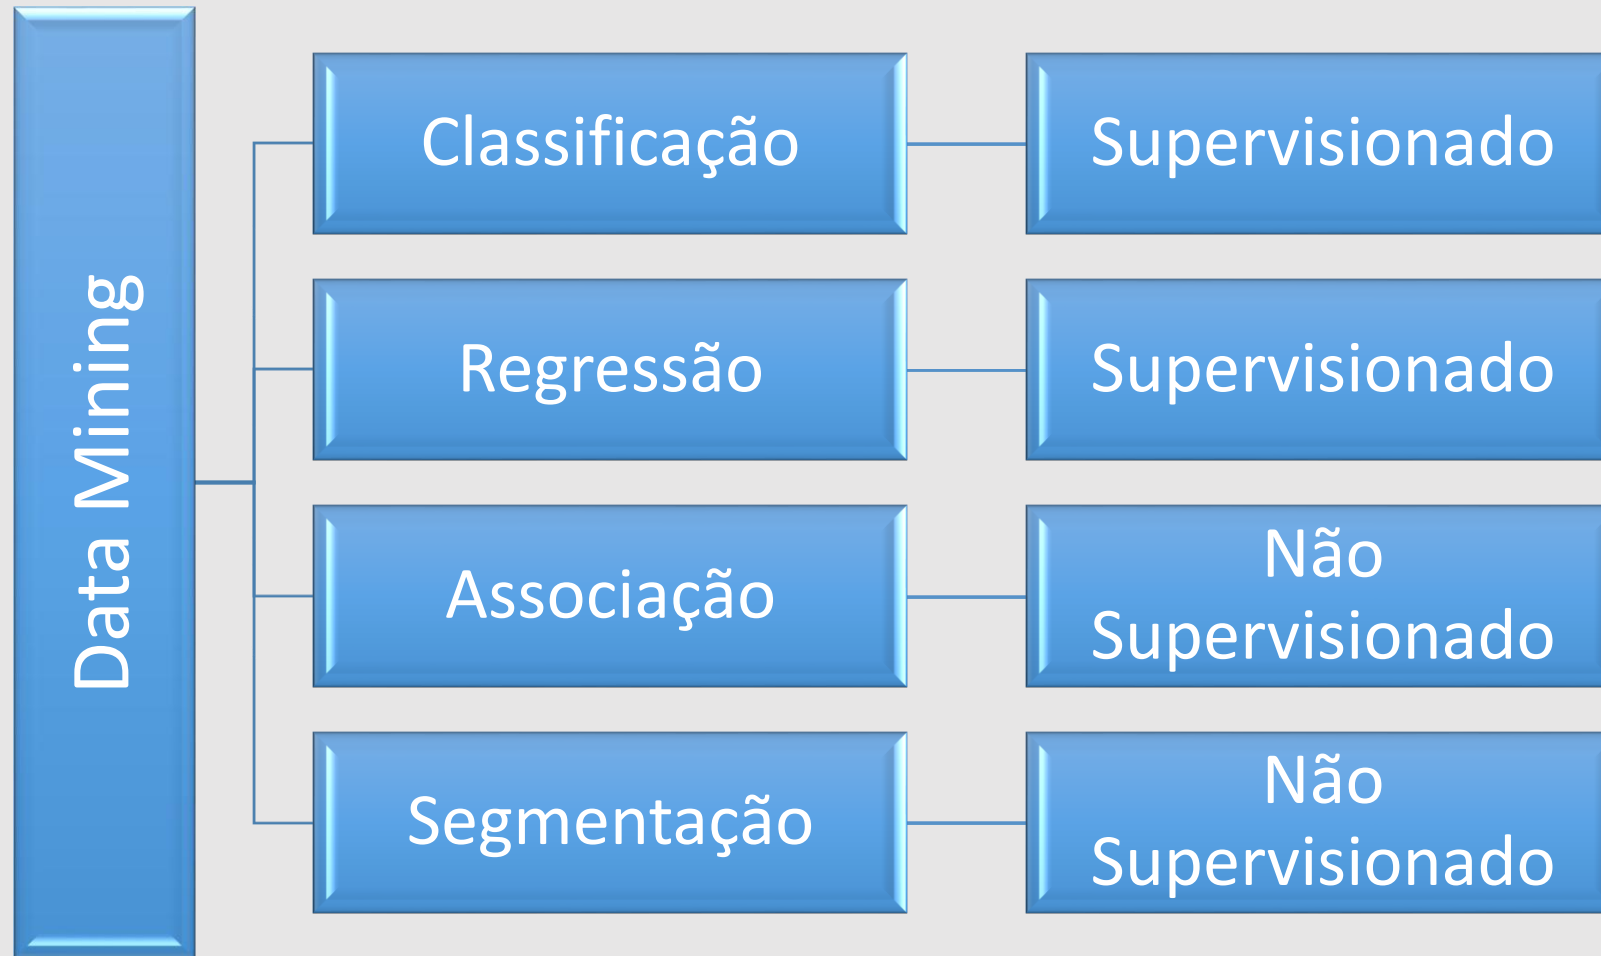 Data Mining
Classificação
Supervisionado
Regressão
Supervisionado
Associação
Não
Supervisionado
Segmentação
Não
Supervisionado